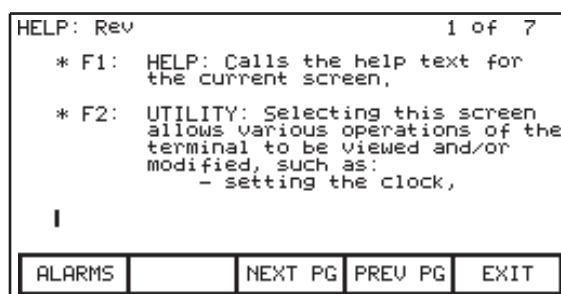 HELP: Rev 1 of 7
* F1: HELP: Calls the help text for
the current screen,
* F2: UTILITY: Selecting this screen
allows various operations of the
terminal to be viewed and/or
modified, such as:
- setting the clock,
ALARMS NEXT PG PREV PG EXIT